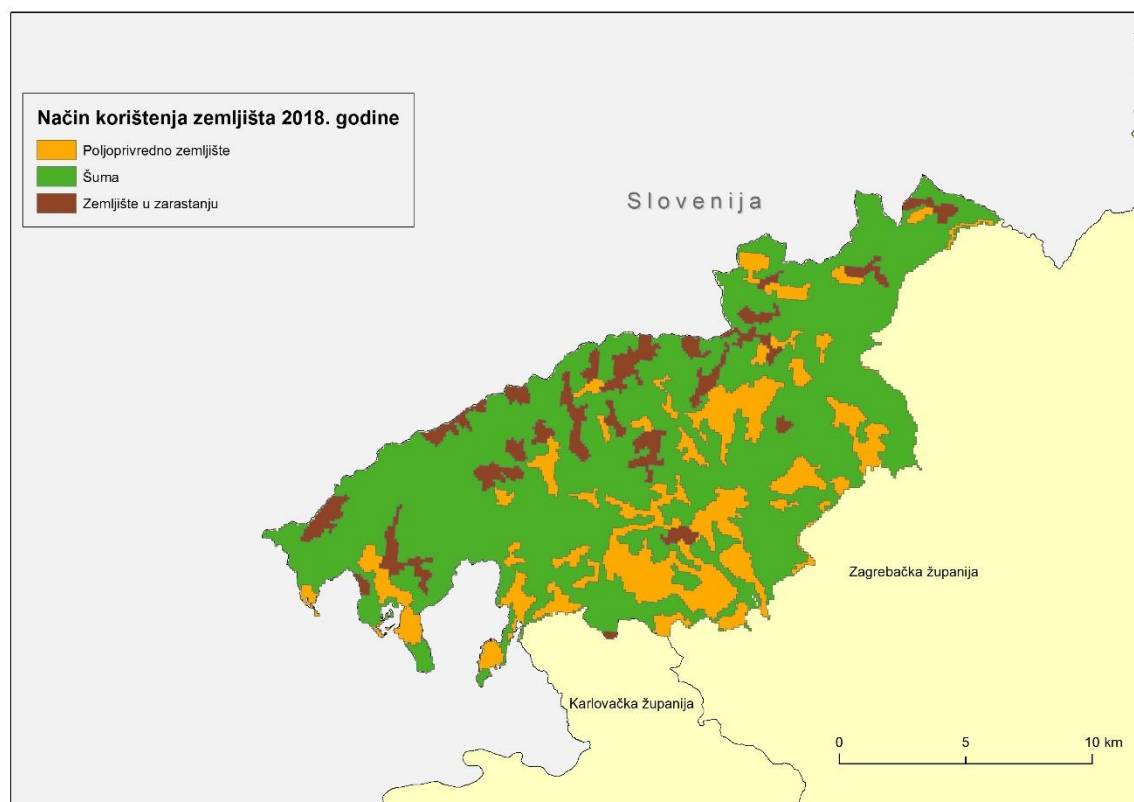 Način korištenja zemljišta 2018. godine
Poljoprivredno zemljište
Šuma
Zemljište u zarastanju
Slovenija
Zagrebačka županija
Karlovačka županija
0 5 10 km